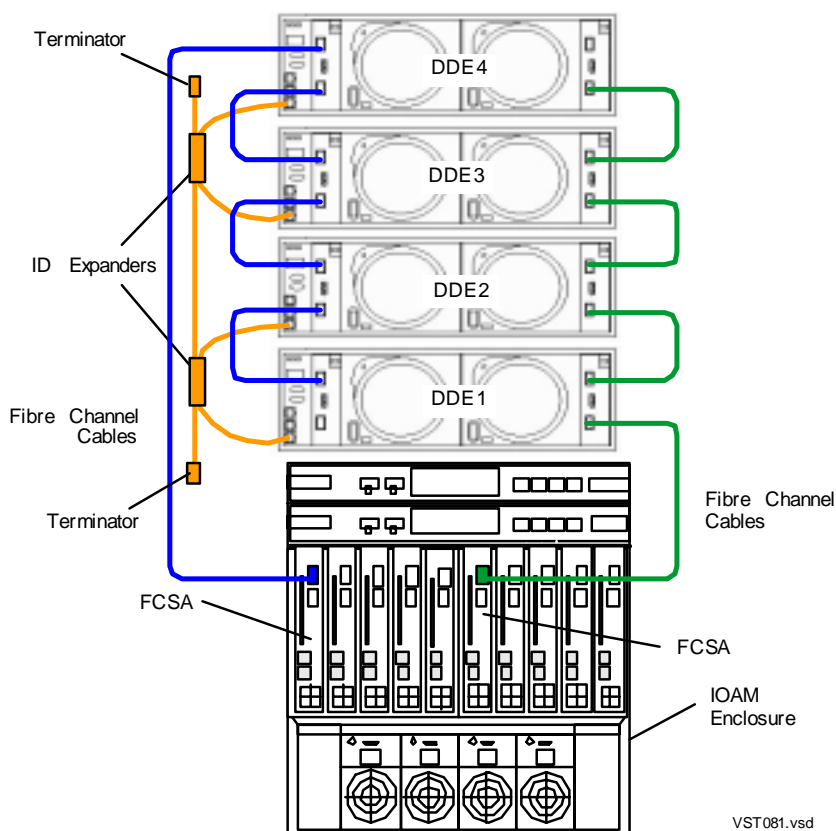 Terminator
DDE4
DDE3
ID Expanders
DDE2
DDE1
Fibre Channel
Cables
Terminator
Fibre Channel
Cables
FCSA
FCSA
IOAM
Enclosure
VST081.vsd